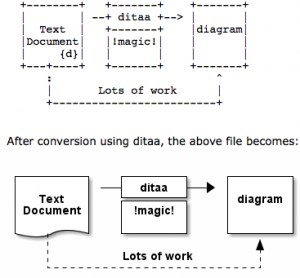 +--------+ +-------+ +-------+
| | --+ ditaa +--> | |
| Text | +-------+ |diagram|
|Document| |!magic!| | |
| {d}| | | | |
+---+----+ +-------+ +-------+
: ^
| Lots of work |
+-------------------------+
After conversion using ditaa, the above file becomes:
Text
Document
ditaa
!magic!
diagram
Lots of work